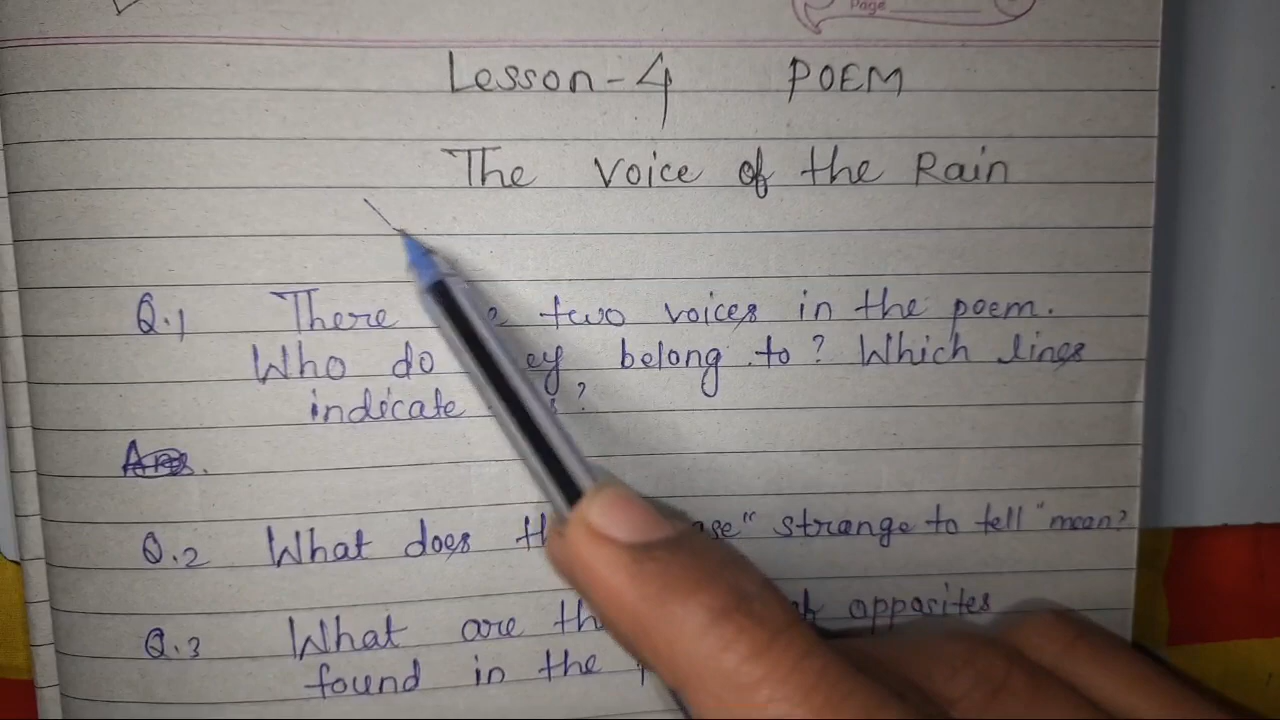 Page
Lesson-4 POEM
The Voice of the Rain
Q.1 There two voices in the poem.
Who do belong to? Which lines
indicate ?
Ans.
Q.2 What does " strange to tell " mean?
Q.3 What are opposites
found in the